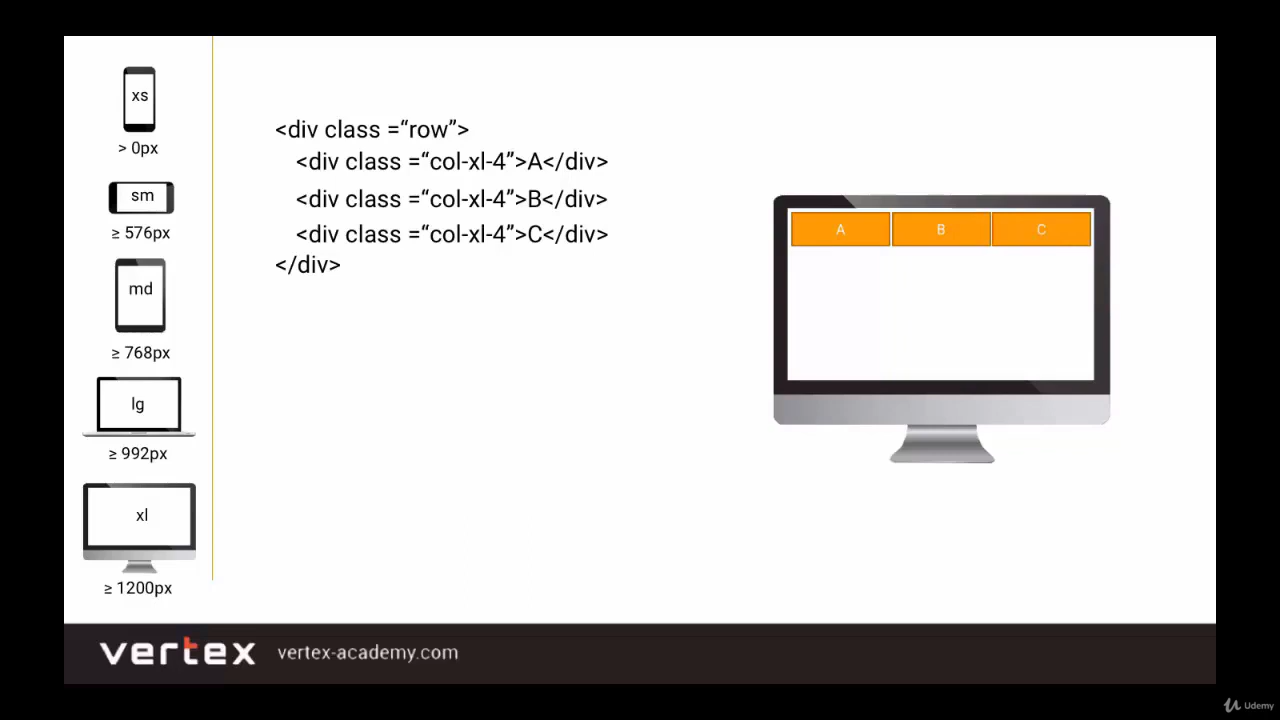 xs
> 0px
sm
≥ 576px
md
≥ 768px
lg
≥ 992px
xl
≥ 1200px
<div class =“row”>
<div class =“col-xl-4”>A</div>
<div class =“col-xl-4”>B</div>
<div class =“col-xl-4”>C</div>
</div>
A B C
vertex vertex-academy.com
Udemy